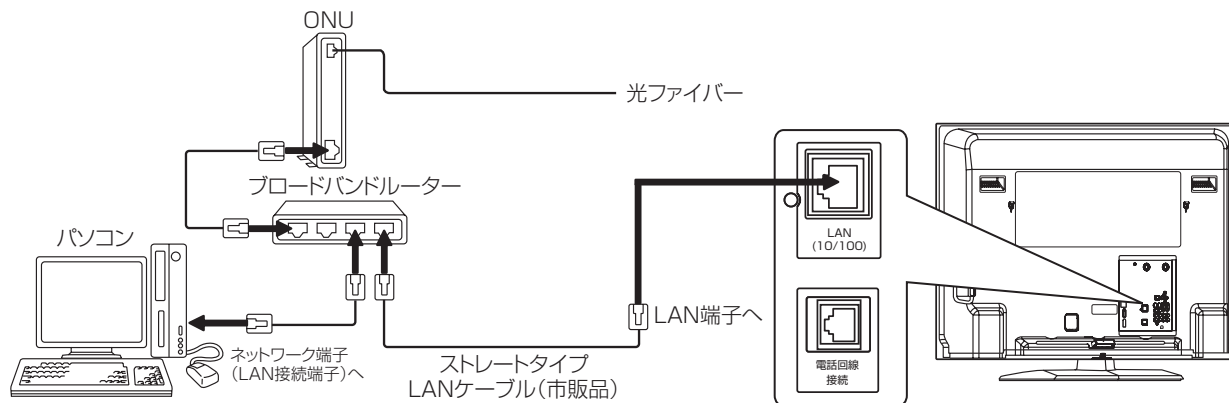 ONU
光ファイバー
ブロードバンドルーター
パソコン
LAN
(10/100)
LAN端子へ
ネットワーク端子
(LAN接続端子)へ
ストレートタイプ
LANケーブル(市販品)
電話回線
接続